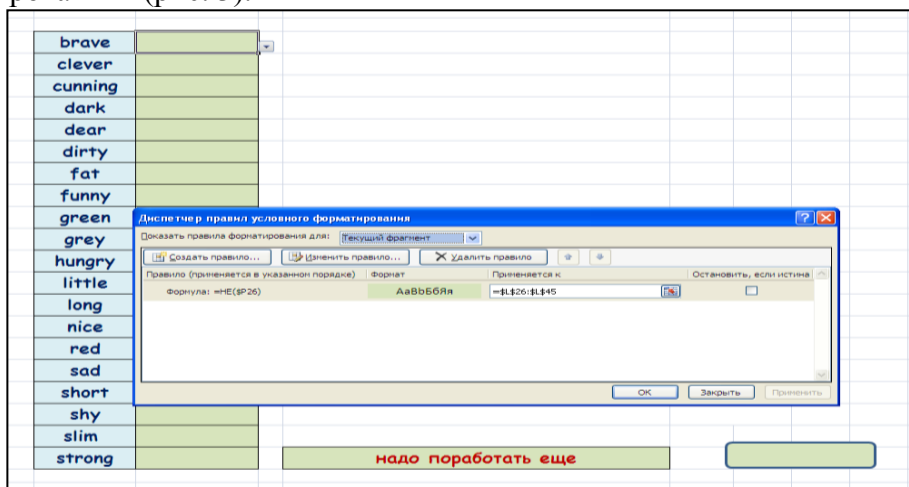 brave
clever
cunning
dark
dear
dirty
fat
funny
green
grey
hungry
little
long
nice
red
sad
short
shy
slim
strong
Диспетчер правил условного форматирования
Показать правила форматирования для: Текущий фрагмент
Создать правило... Изменить правило... Удалить правило
Правило (применяется в указанном порядке) Формат Применяется к Остановить, если истина
Формула: =НЕ($P26) АаВbБбЯя =$L$26:$L$45
ОК Закрыть Применить
надо поработать еще